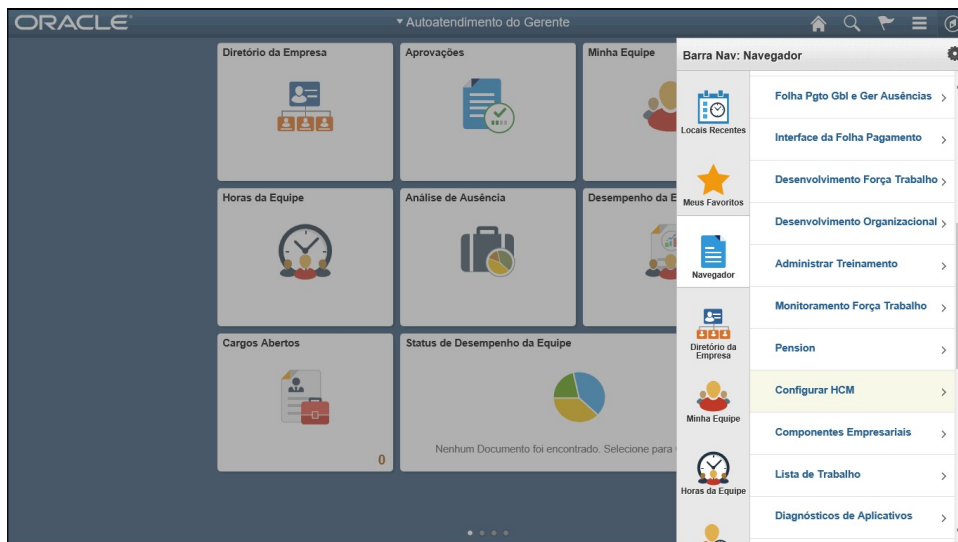 ORACLE
Autoatendimento do Gerente
Diretório da Empresa
Aprovações
Minha Equipe
Horas da Equipe
Análise de Ausência
Desempenho da E
Cargos Abertos
0
Status de Desempenho da Equipe
Nenhum Documento foi encontrado. Selecione para
Barra Nav: Navegador
Locais Recentes
Meus Favoritos
Navegador
Diretório da
Empresa
Minha Equipe
Horas da Equipe
Folha Pgto Gbl e Ger Ausências
Interface da Folha Pagamento
Desenvolvimento Força Trabalho
Desenvolvimento Organizacional
Administrar Treinamento
Monitoramento Força Trabalho
Pension
Configurar HCM
Componentes Empresariais
Lista de Trabalho
Diagnósticos de Aplicativos